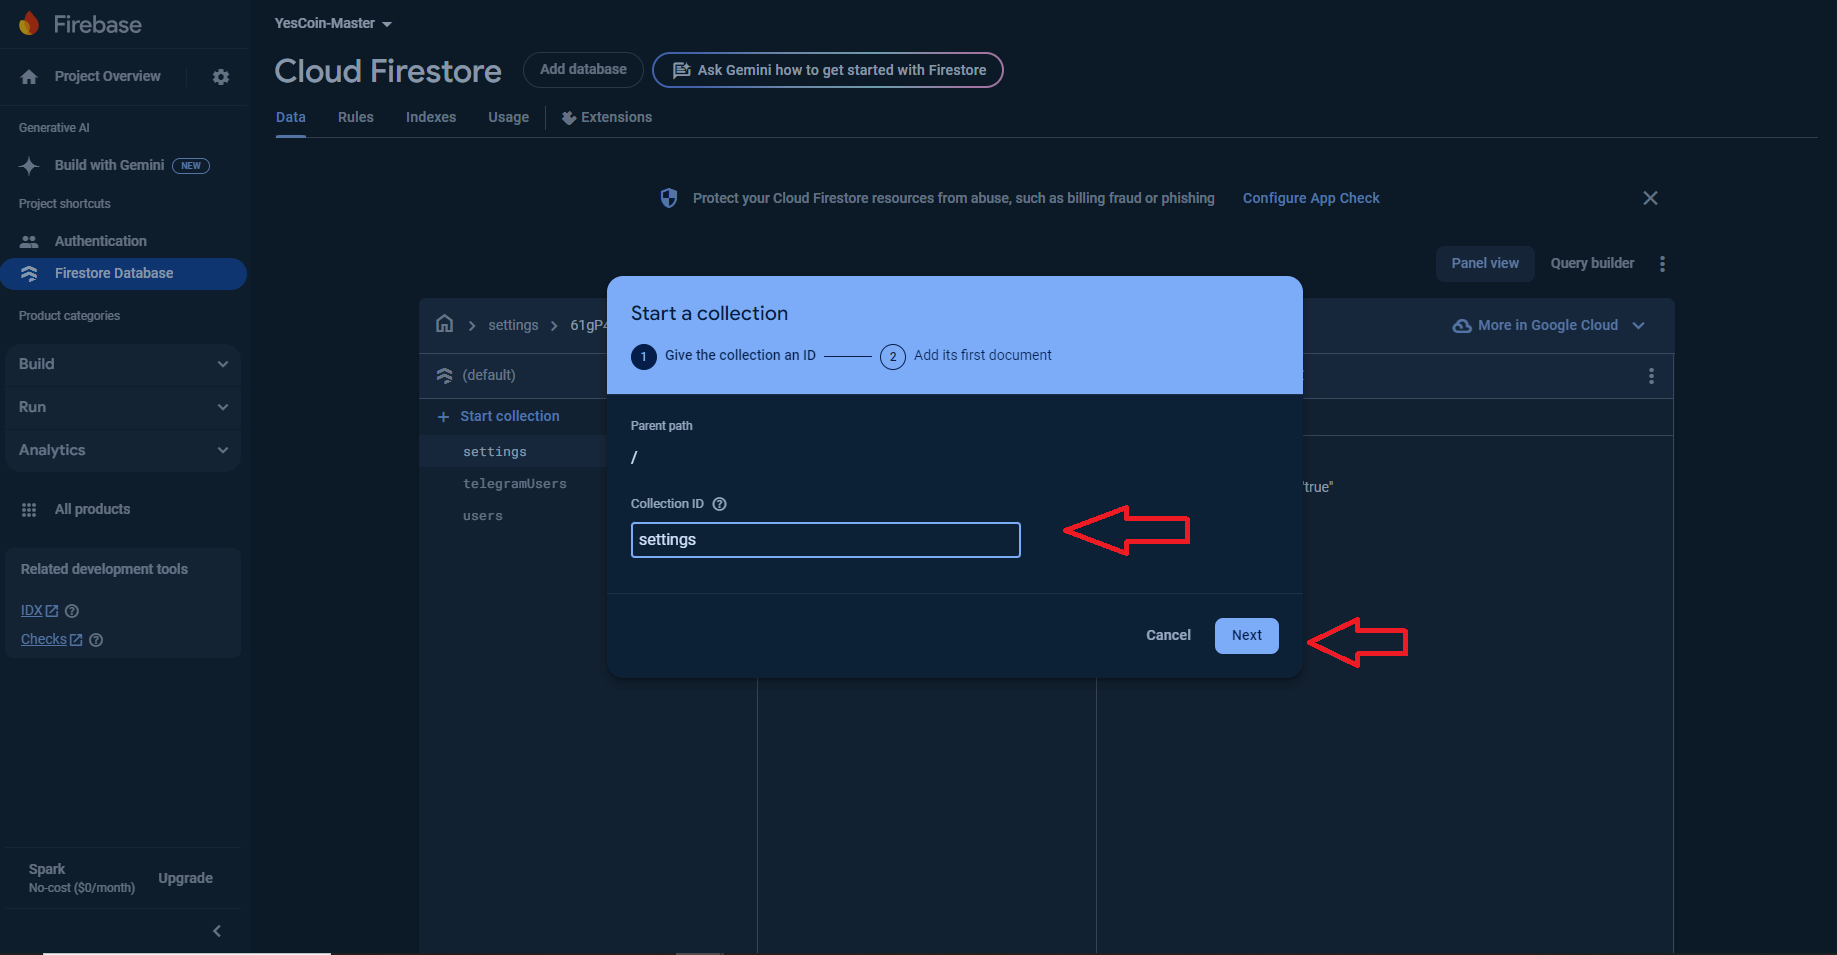 Firebase
Project Overview
Generative AI
Build with Gemini NEW
Project shortcuts
Authentication
Firestore Database
Product categories
Build
Run
Analytics
All products
Related development tools
IDX
Checks
Spark
No-cost ($0/month)
Upgrade
YesCoin-Master
Cloud Firestore
Add database
Ask Gemini how to get started with Firestore
Data Rules Indexes Usage Extensions
Protect your Cloud Firestore resources from abuse, such as billing fraud or phishing Configure App Check
Panel view Query builder
settings 61gP4
More in Google Cloud
(default)
Start collection
settings
telegramUsers
users
"true"
Start a collection
1 Give the collection an ID 2 Add its first document
Parent path
/
Collection ID
settings
Cancel Next